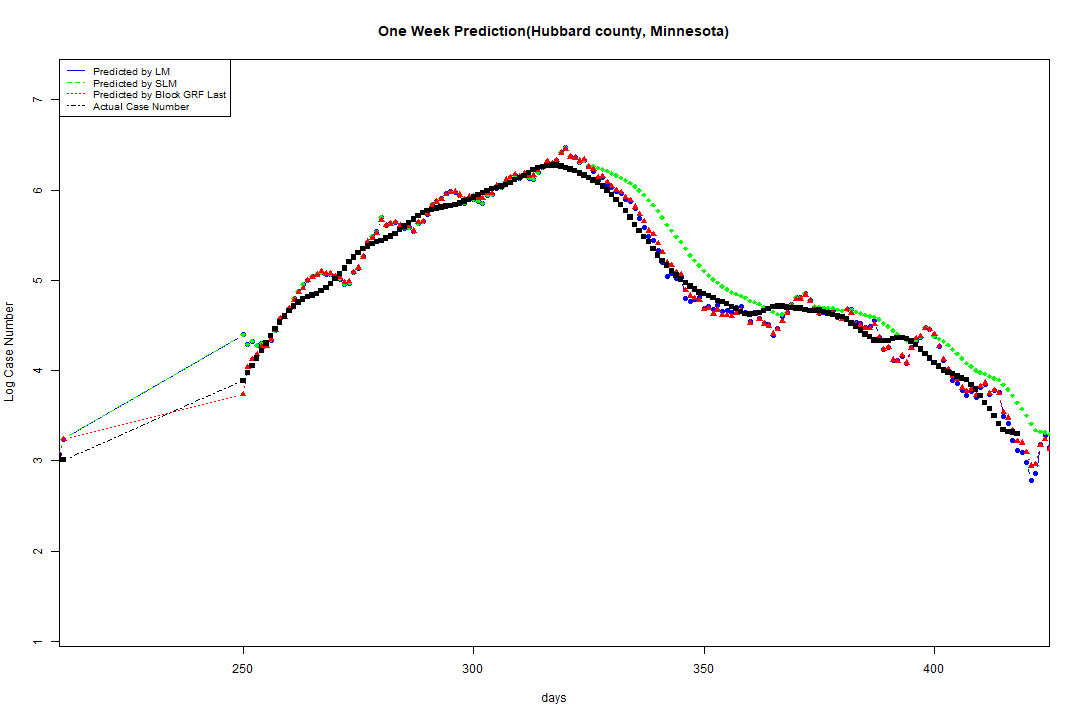 One Week Prediction(Hubbard county, Minnesota)
Predicted by LM
Predicted by SLM
Predicted by Block GRF Last
Actual Case Number
7
6
5
4
3
2
1
Log Case Number
250 300 350 400
days